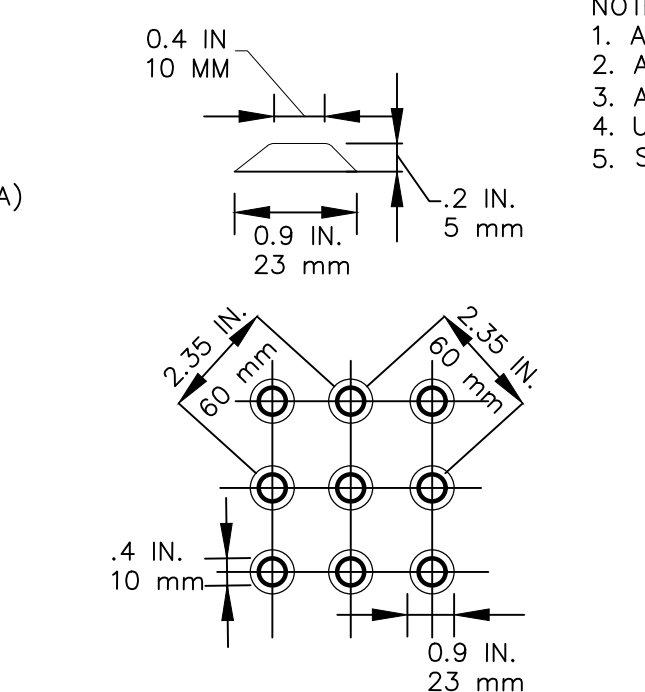 0.4 IN
10 MM
1.
2.
3.
4.
5.
A)
.2 IN.
5 mm
0.9 IN.
23 mm
2.35 IN.
60 mm
2.35 IN.
60 mm
.4 IN.
10 mm
0.9 IN.
23 mm